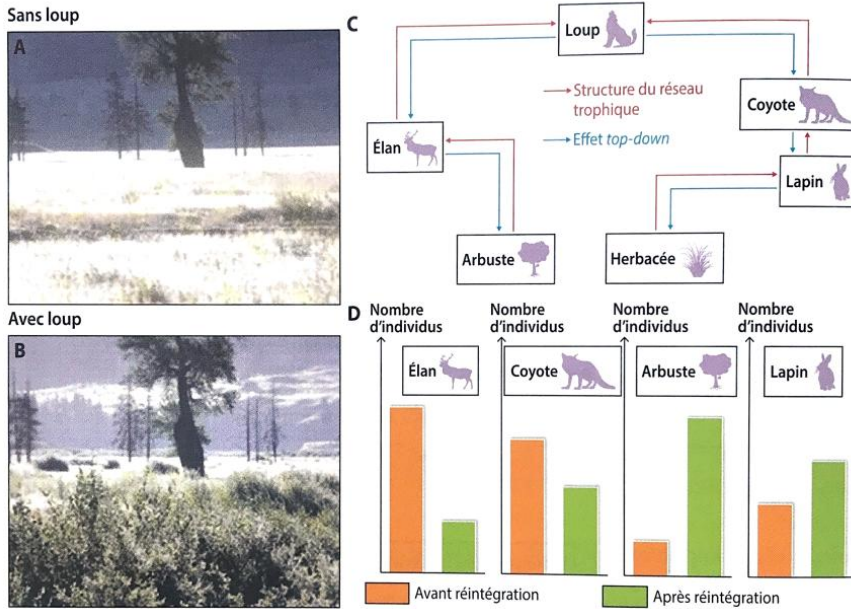 Sans loup
A
Avec loup
B
C
Loup
Structure du réseau
trophique
Effet top-down
Coyote
Élan
Lapin
Arbuste
Herbacée
D
Nombre
d'individus
Élan
Nombre
d'individus
Coyote
Nombre
d'individus
Arbuste
Nombre
d'individus
Lapin
Avant réintégration
Après réintégration